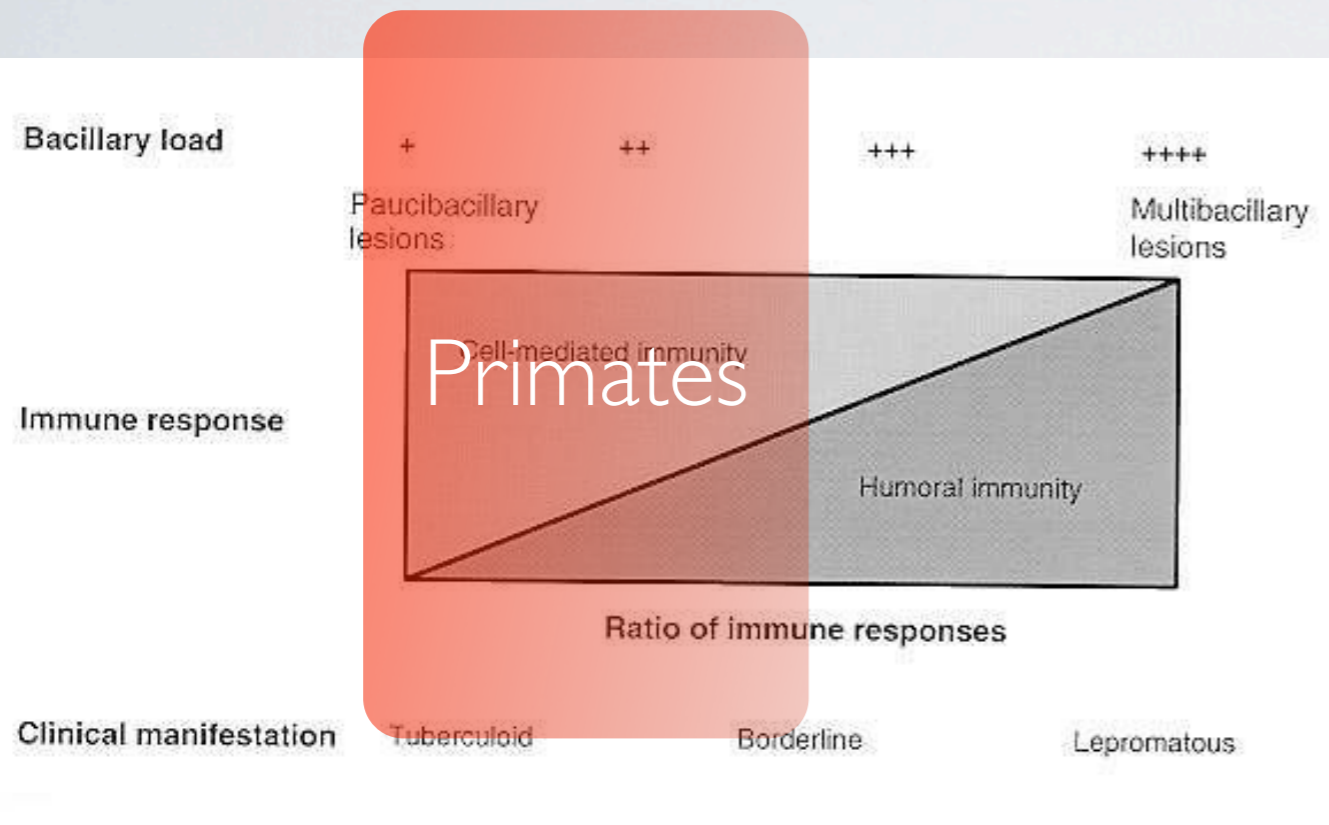 Bacillary load + ++ +++ ++++
Paucibacillary
lesions
Multibacillary
lesions
Cell-mediated immunity
Primates
Immune response
Humoral immunity
Ratio of immune responses
Clinical manifestation Tuberculoid Borderline Lepromatous